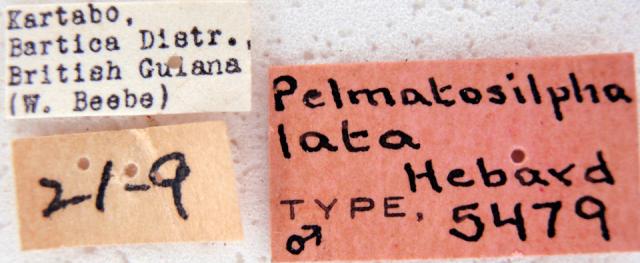 Kartabo,
Bartica Distr.,
British Guiana
(W. Beebe)
21-9
Pelmatosilpha
lata
Hebard
TYPE,
♂ 5479